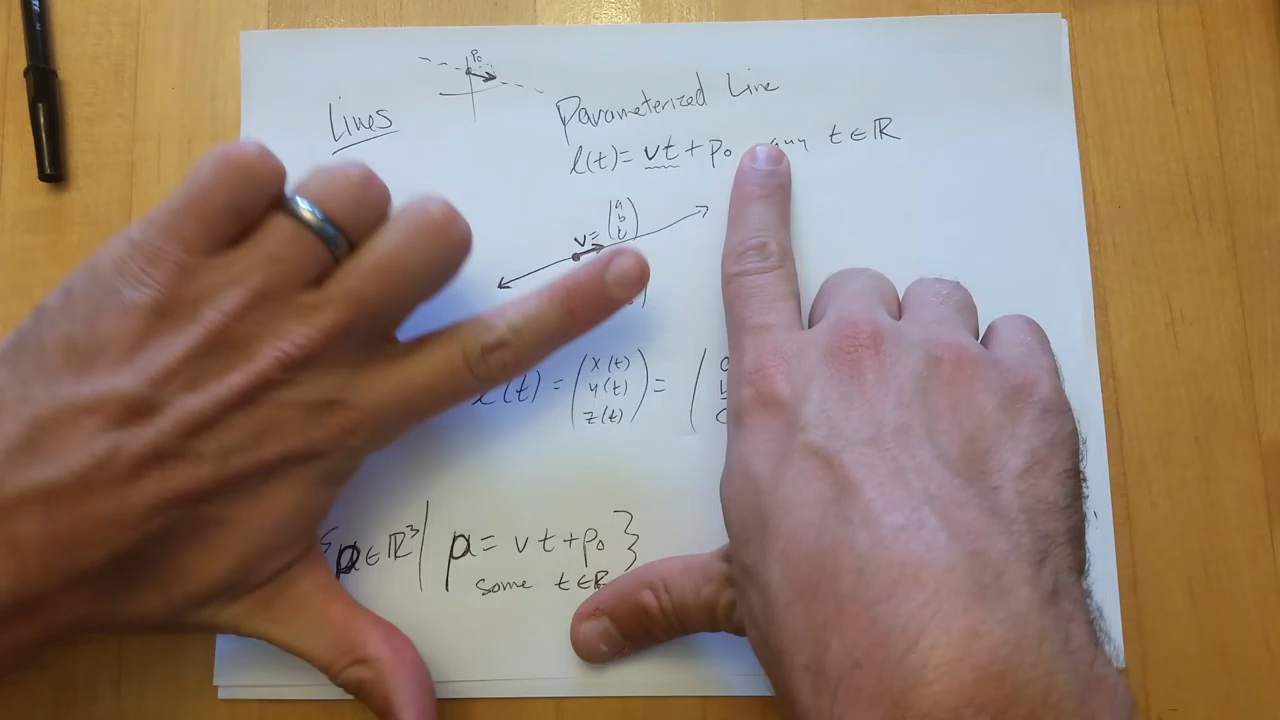 p₀
Lines
Parameterized Line
l(t) = vt + p₀ any t ∈ ℝ
v = (a b c)
l(t) = (x(t) y(t) z(t)) = (
p ∈ ℝ³ | p = vt + p₀ }
some t ∈ ℝ